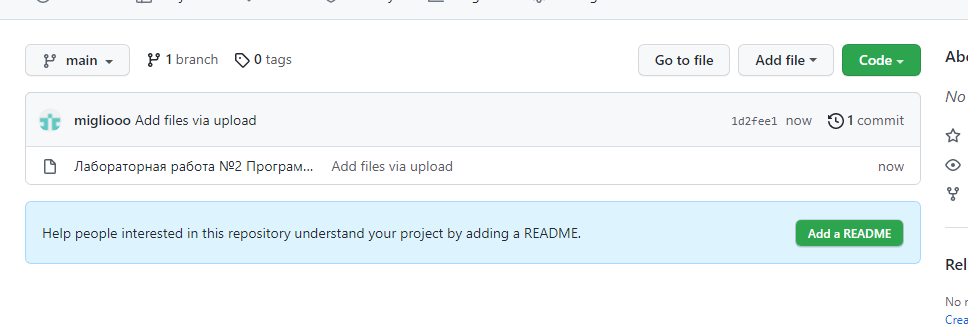 main 1 branch 0 tags Go to file Add file Code
migliooo Add files via upload 1d2fee1 now 1 commit
Лабораторная работа №2 Програм... Add files via upload now
Help people interested in this repository understand your project by adding a README. Add a README
Abo
No
Rel
No r
Crea